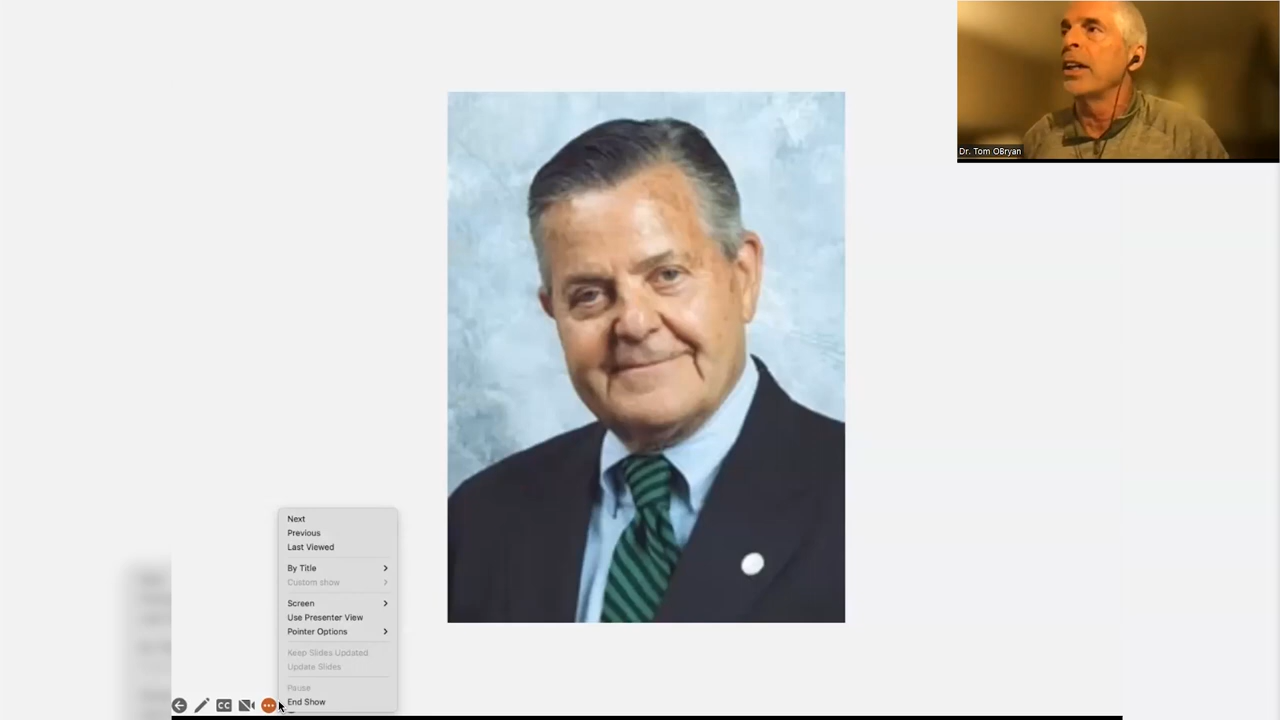 Dr. Tom OBryan
Next
Previous
Last Viewed
By Title
Custom show
Screen
Use Presenter View
Pointer Options
Keep Slides Updated
Update Slides
Pause
End Show
CC